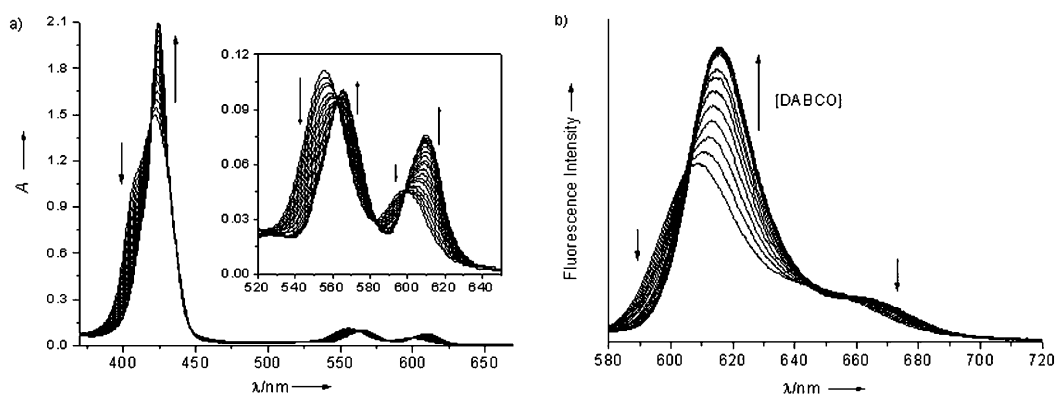 a)
2.1
1.8
1.5
1.2
0.9
0.6
0.3
0.0
A
400 450 500 550 600 650
λ/nm
0.12
0.09
0.06
0.03
0.00
520 540 560 580 600 620 640
b)
Fluorescence Intensity
[DABCO]
580 600 620 640 660 680 700 720
λ/nm